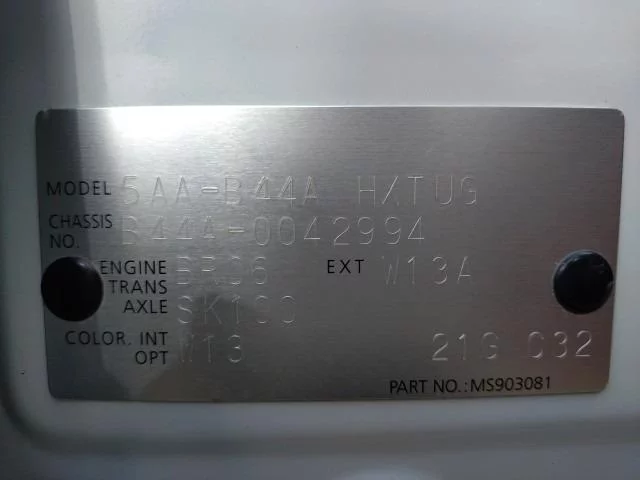 MODEL 5AA-B44A HXTUG
CHASSIS NO. B44A-0042994
ENGINE BR06 EXT W13A
TRANS AXLE
COLOR. INT OPT W13 21G C32
PART NO.: MS903081